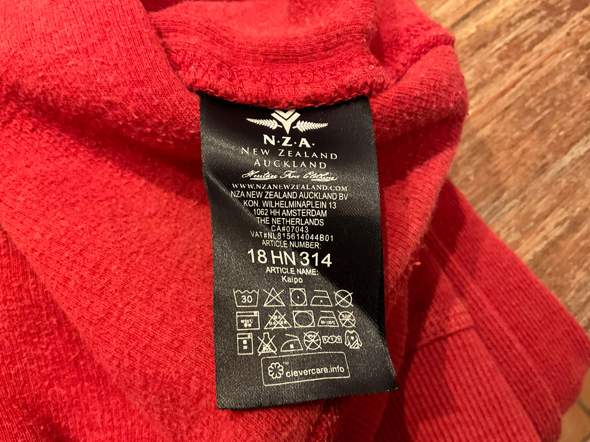 N.Z.A.
NEW ZEALAND
AUCKLAND
WWW.NZANEWZEALAND.COM
NZA NEW ZEALAND AUCKLAND BV
KON. WILHELMINAPLEIN 13
1062 HH AMSTERDAM
THE NETHERLANDS
CA#07043
VAT#NL815614044B01
ARTICLE NUMBER:
18 HN 314
ARTICLE NAME:
Kaipo
30
™
clevercare.info